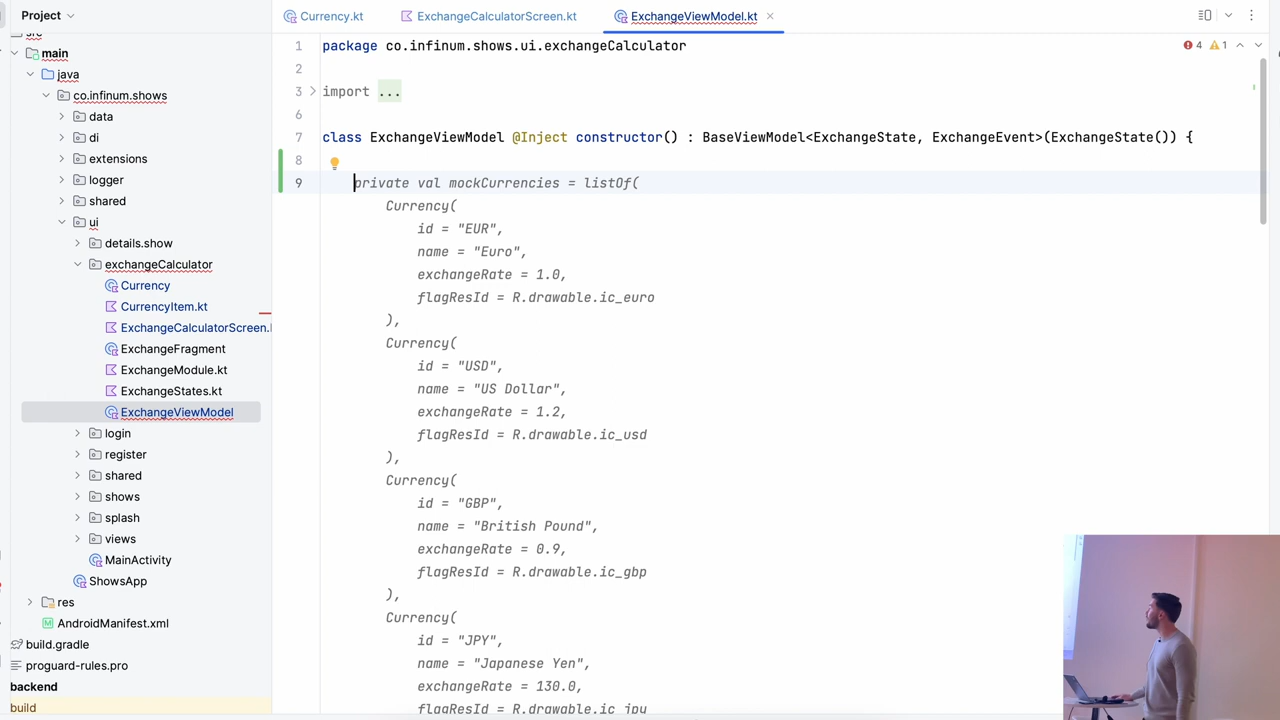 Project
Currency.kt
ExchangeCalculatorScreen.kt
ExchangeViewModel.kt
src
main
java
co.infinum.shows
data
di
extensions
logger
shared
ui
details.show
exchangeCalculator
Currency
CurrencyItem.kt
ExchangeCalculatorScreen.
ExchangeFragment
ExchangeModule.kt
ExchangeStates.kt
ExchangeViewModel
login
register
shared
shows
splash
views
MainActivity
ShowsApp
res
AndroidManifest.xml
build.gradle
proguard-rules.pro
backend
build
4 1
1 package co.infinum.shows.ui.exchangeCalculator
2
3 import ...
6
7 class ExchangeViewModel @Inject constructor() : BaseViewModel<ExchangeState, ExchangeEvent>(ExchangeState()) {
8
9 private val mockCurrencies = listOf(
Currency(
id = "EUR",
name = "Euro",
exchangeRate = 1.0,
flagResId = R.drawable.ic_euro
),
Currency(
id = "USD",
name = "US Dollar",
exchangeRate = 1.2,
flagResId = R.drawable.ic_usd
),
Currency(
id = "GBP",
name = "British Pound",
exchangeRate = 0.9,
flagResId = R.drawable.ic_gbp
),
Currency(
id = "JPY",
name = "Japanese Yen",
exchangeRate = 130.0,
flagResId = R.drawable.ic_jpy